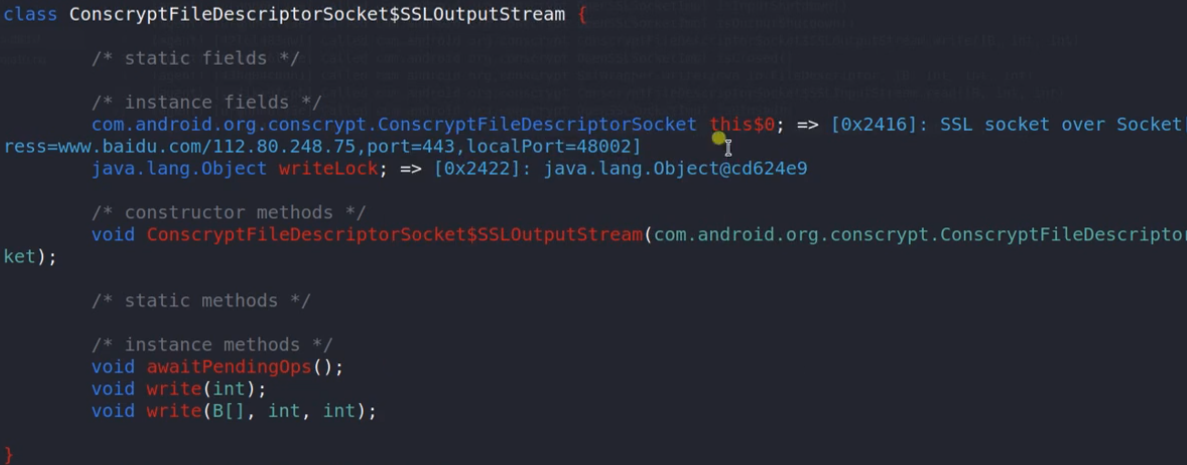 class ConscryptFileDescriptorSocket$SSLOutputStream {
/* static fields */
/* instance fields */
com.android.org.conscrypt.ConscryptFileDescriptorSocket this$0; => [0x2416]: SSL socket over Socket[
ress=www.baidu.com/112.80.248.75,port=443,localPort=48002]
java.lang.Object writeLock; => [0x2422]: java.lang.Object@cd624e9
/* constructor methods */
void ConscryptFileDescriptorSocket$SSLOutputStream(com.android.org.conscrypt.ConscryptFileDescriptor
ket);
/* static methods */
/* instance methods */
void awaitPendingOps();
void write(int);
void write(B[], int, int);
}